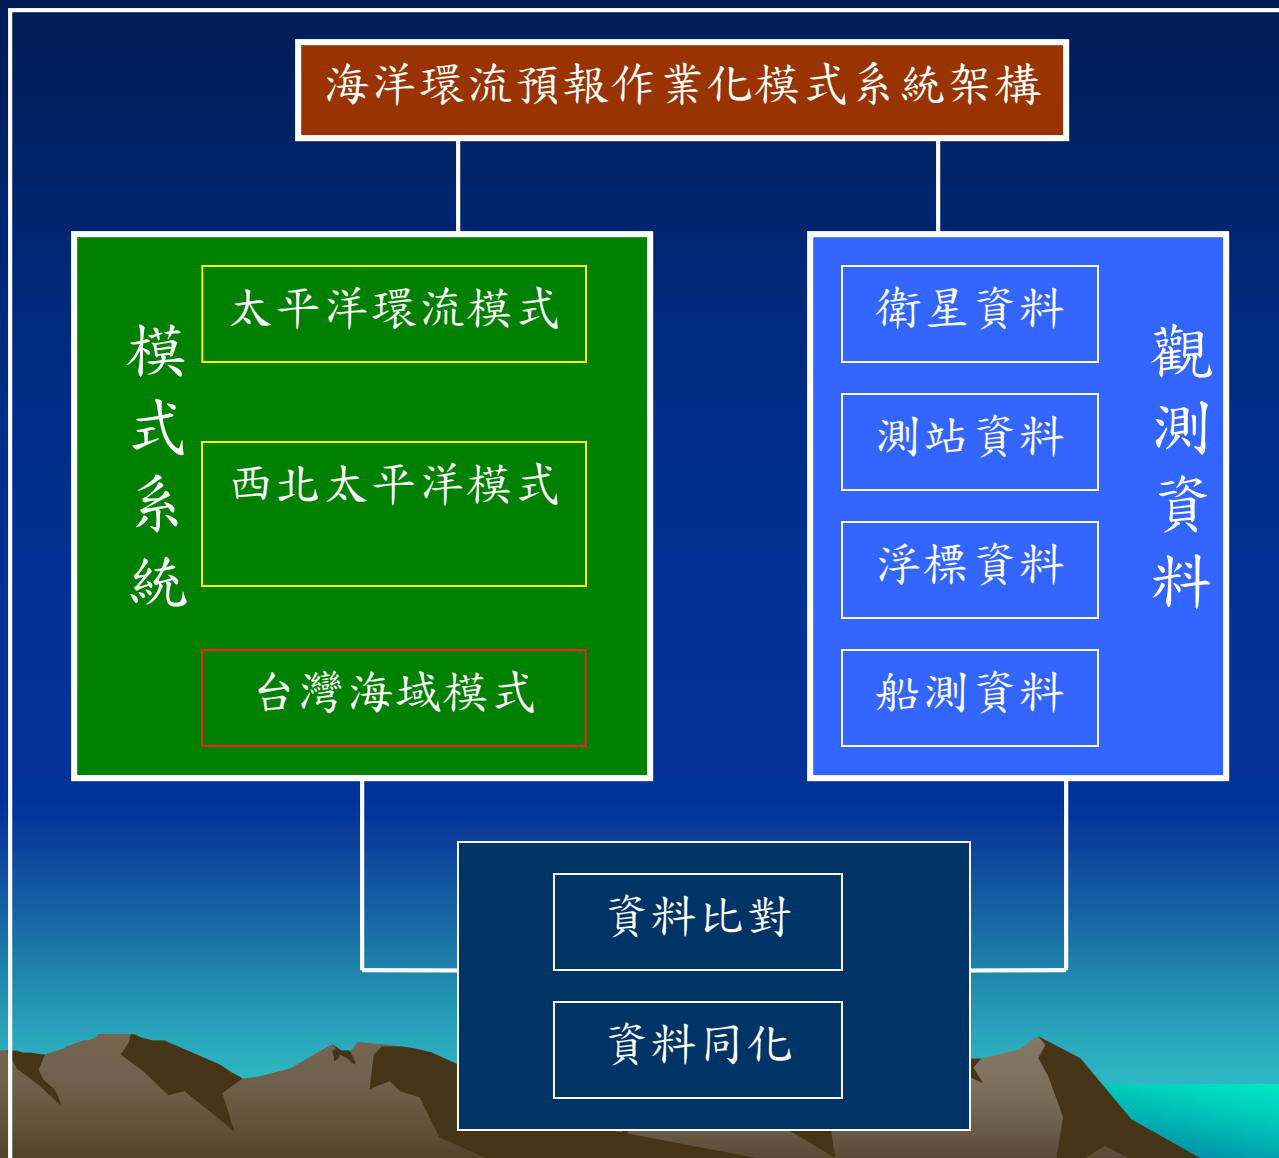 海洋環流預報作業化模式系統架構
模式系統
太平洋環流模式
西北太平洋模式
台灣海域模式
觀測資料
衛星資料
測站資料
浮標資料
船測資料
資料比對
資料同化